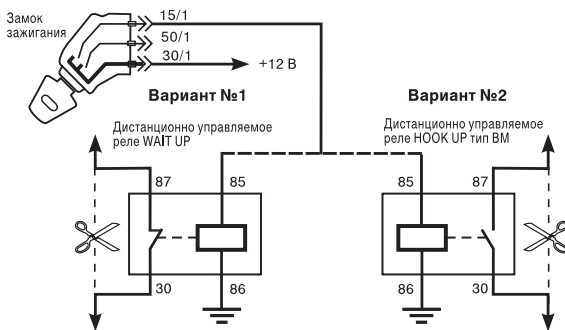 Замок
зажигания
15/1
50/1
30/1
+12 В
Вариант №1
Вариант №2
Дистанционно управляемое
реле WAIT UP
Дистанционно управляемое
реле HOOK UP тип ВМ
87
85
85
87
30
86
86
30